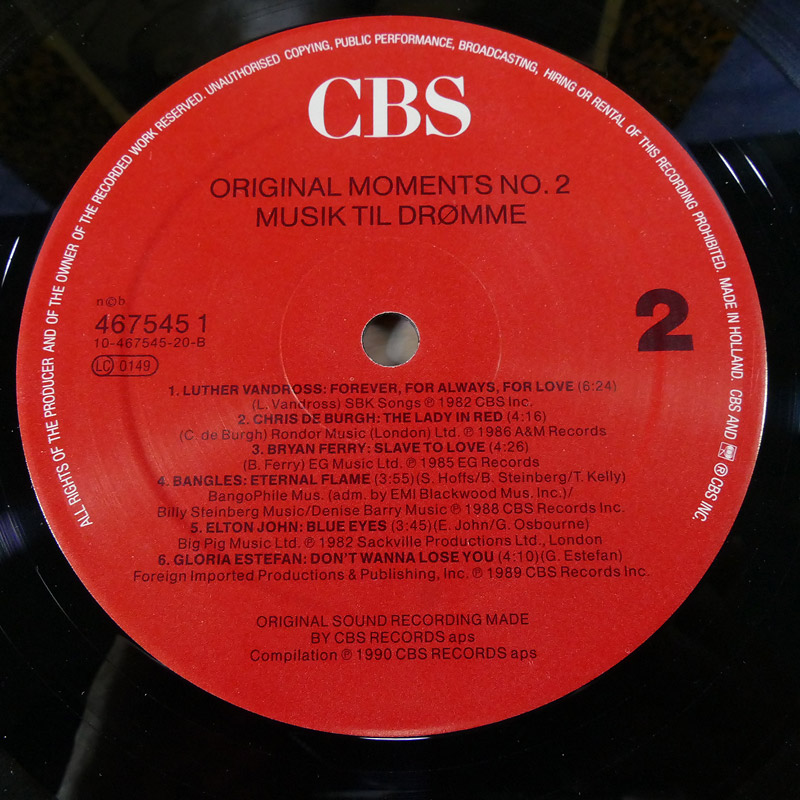 ALL RIGHTS OF THE PRODUCER AND OF THE OWNER OF THE RECORDED WORK RESERVED. UNAUTHORISED COPYING, PUBLIC PERFORMANCE, BROADCASTING, HIRING OR RENTAL OF THIS RECORDING PROHIBITED. MADE IN HOLLAND. CBS AND ® CBS INC.
CBS
ORIGINAL MOMENTS NO. 2
MUSIK TIL DRØMME
n©b
467545 1
10-467545-20-B
LC 0149
2
1. LUTHER VANDROSS: FOREVER, FOR ALWAYS, FOR LOVE (6:24)
(L. Vandross) SBK Songs ℗ 1982 CBS Inc.
2. CHRIS DE BURGH: THE LADY IN RED (4:16)
(C. de Burgh) Rondor Music (London) Ltd. ℗ 1986 A&M Records
3. BRYAN FERRY: SLAVE TO LOVE (4:26)
(B. Ferry) EG Music Ltd. ℗ 1985 EG Records
4. BANGLES: ETERNAL FLAME (3:55)(S. Hoffs/B. Steinberg/T. Kelly)
BangoPhile Mus. (adm. by EMI Blackwood Mus. Inc.)/
Billy Steinberg Music/Denise Barry Music ℗ 1988 CBS Records Inc.
5. ELTON JOHN: BLUE EYES (3:45)(E. John/G. Osbourne)
Big Pig Music Ltd. ℗ 1982 Sackville Productions Ltd., London
6. GLORIA ESTEFAN: DON'T WANNA LOSE YOU (4:10)(G. Estefan)
Foreign Imported Productions & Publishing, Inc. ℗ 1989 CBS Records Inc.
ORIGINAL SOUND RECORDING MADE
BY CBS RECORDS aps
Compilation ℗ 1990 CBS RECORDS aps